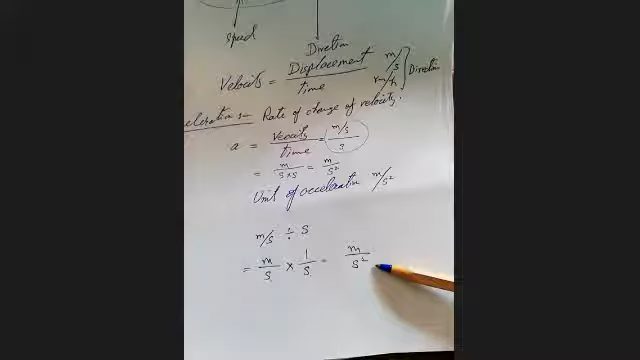 speed
Direction
Velocity = Displacement / time m/s km/h } Direction
Acceleration :- Rate of change of velocity.
a = velocity / time = m/s / s
= m / s×s = m / s²
Unit of acceleration m/s²
m/s ÷ s
= m / s × 1 / s = m / s²